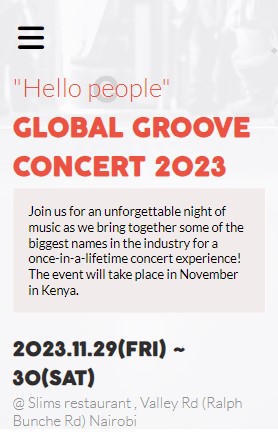 "Hello people"
GLOBAL GROOVE
CONCERT 2023
Join us for an unforgettable night of
music as we bring together some of the
biggest names in the industry for a
once-in-a-lifetime concert experience!
The event will take place in November
in Kenya.
2023.11.29(FRI) ~
30(SAT)
@ Slims restaurant , Valley Rd (Ralph
Bunche Rd) Nairobi